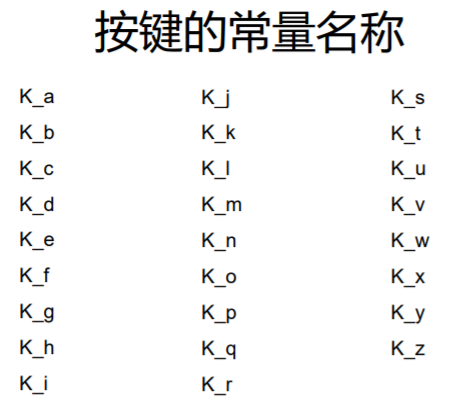 按键的常量名称
K_a
K_b
K_c
K_d
K_e
K_f
K_g
K_h
K_i
K_j
K_k
K_l
K_m
K_n
K_o
K_p
K_q
K_r
K_s
K_t
K_u
K_v
K_w
K_x
K_y
K_z